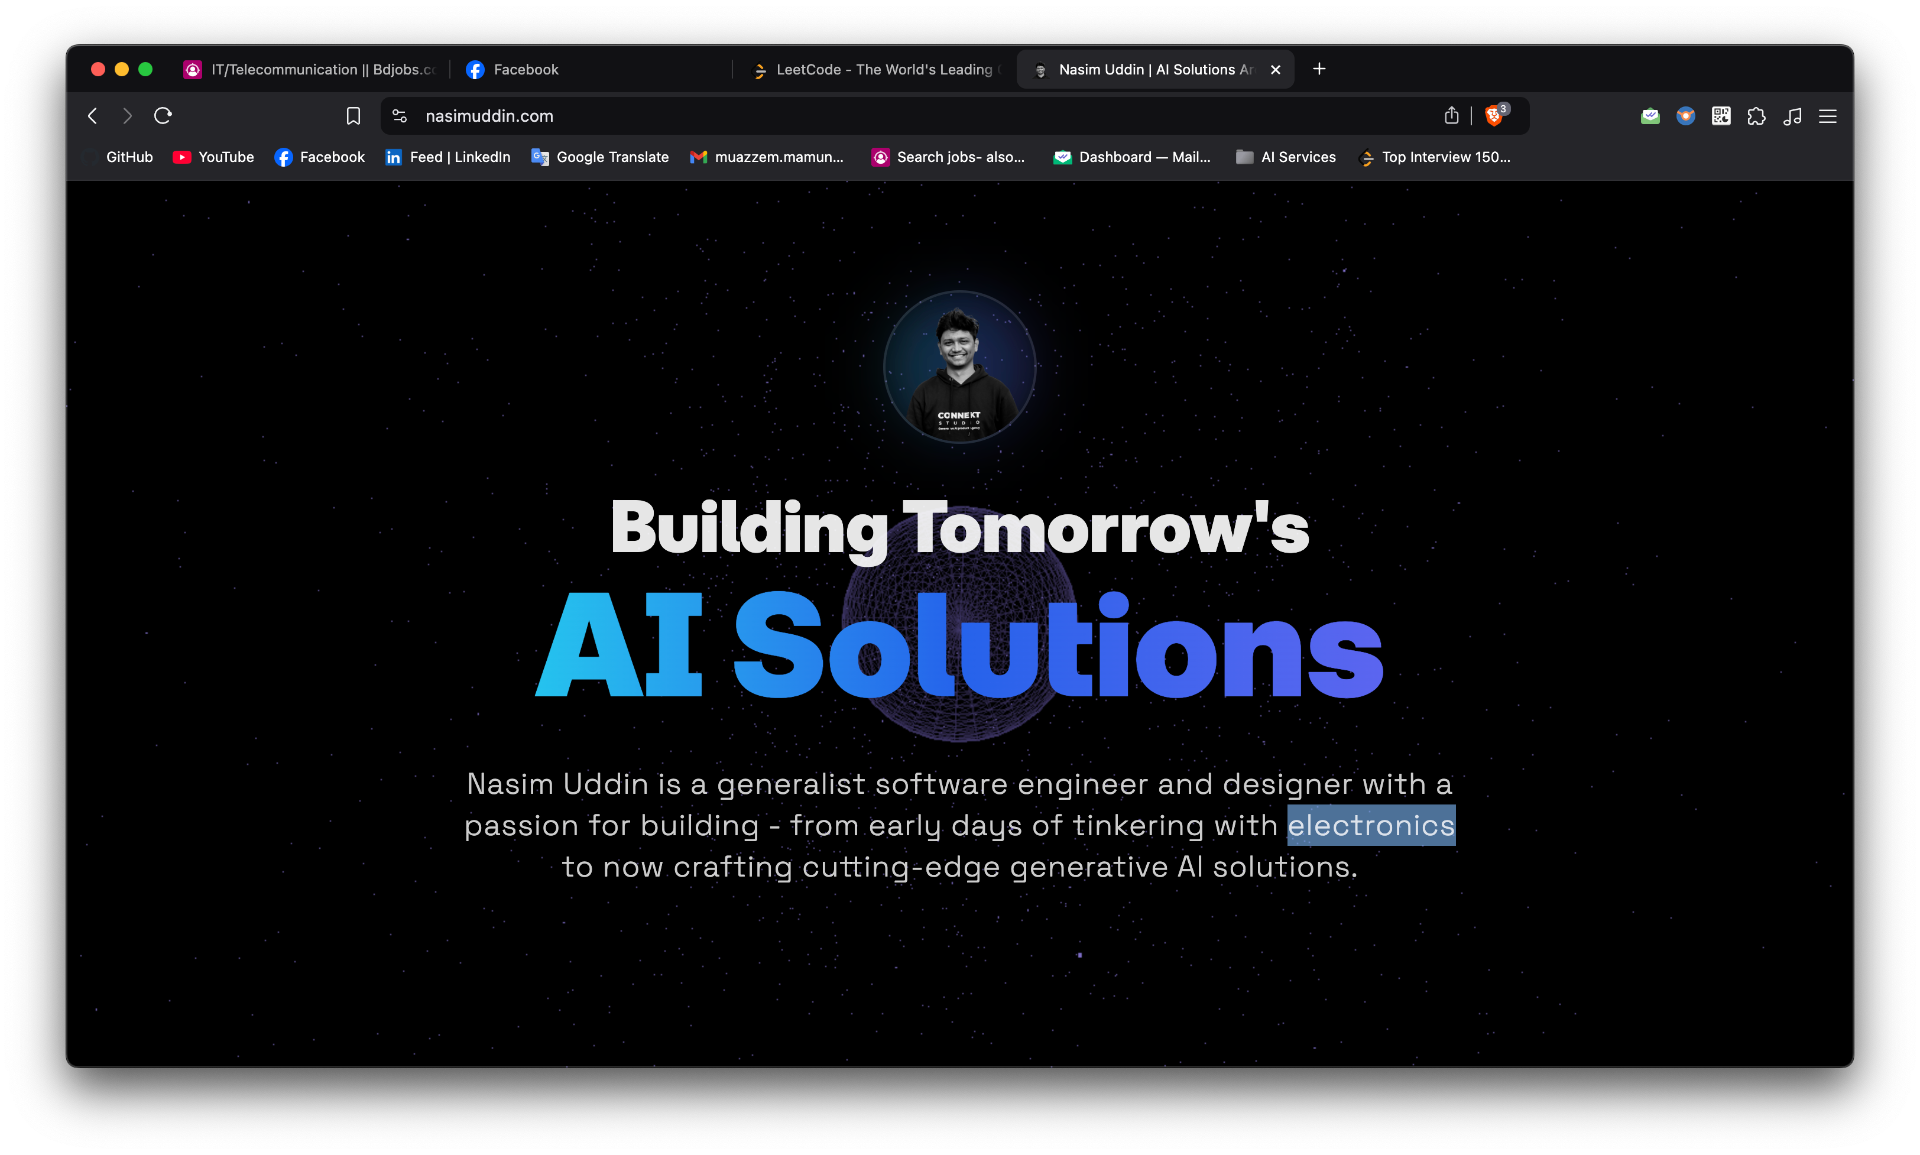 IT/Telecommunication || Bdjobs.c
Facebook
LeetCode - The World's Leading
Nasim Uddin | AI Solutions Ar
nasimuddin.com
3
GitHub
YouTube
Facebook
Feed | LinkedIn
Google Translate
muazzem.mamun...
Search jobs- also...
Dashboard — Mail...
AI Services
Top Interview 150...
CONNEKT
STUDIO
Building Tomorrow's
AI Solutions
Nasim Uddin is a generalist software engineer and designer with a
passion for building - from early days of tinkering with electronics
to now crafting cutting-edge generative AI solutions.